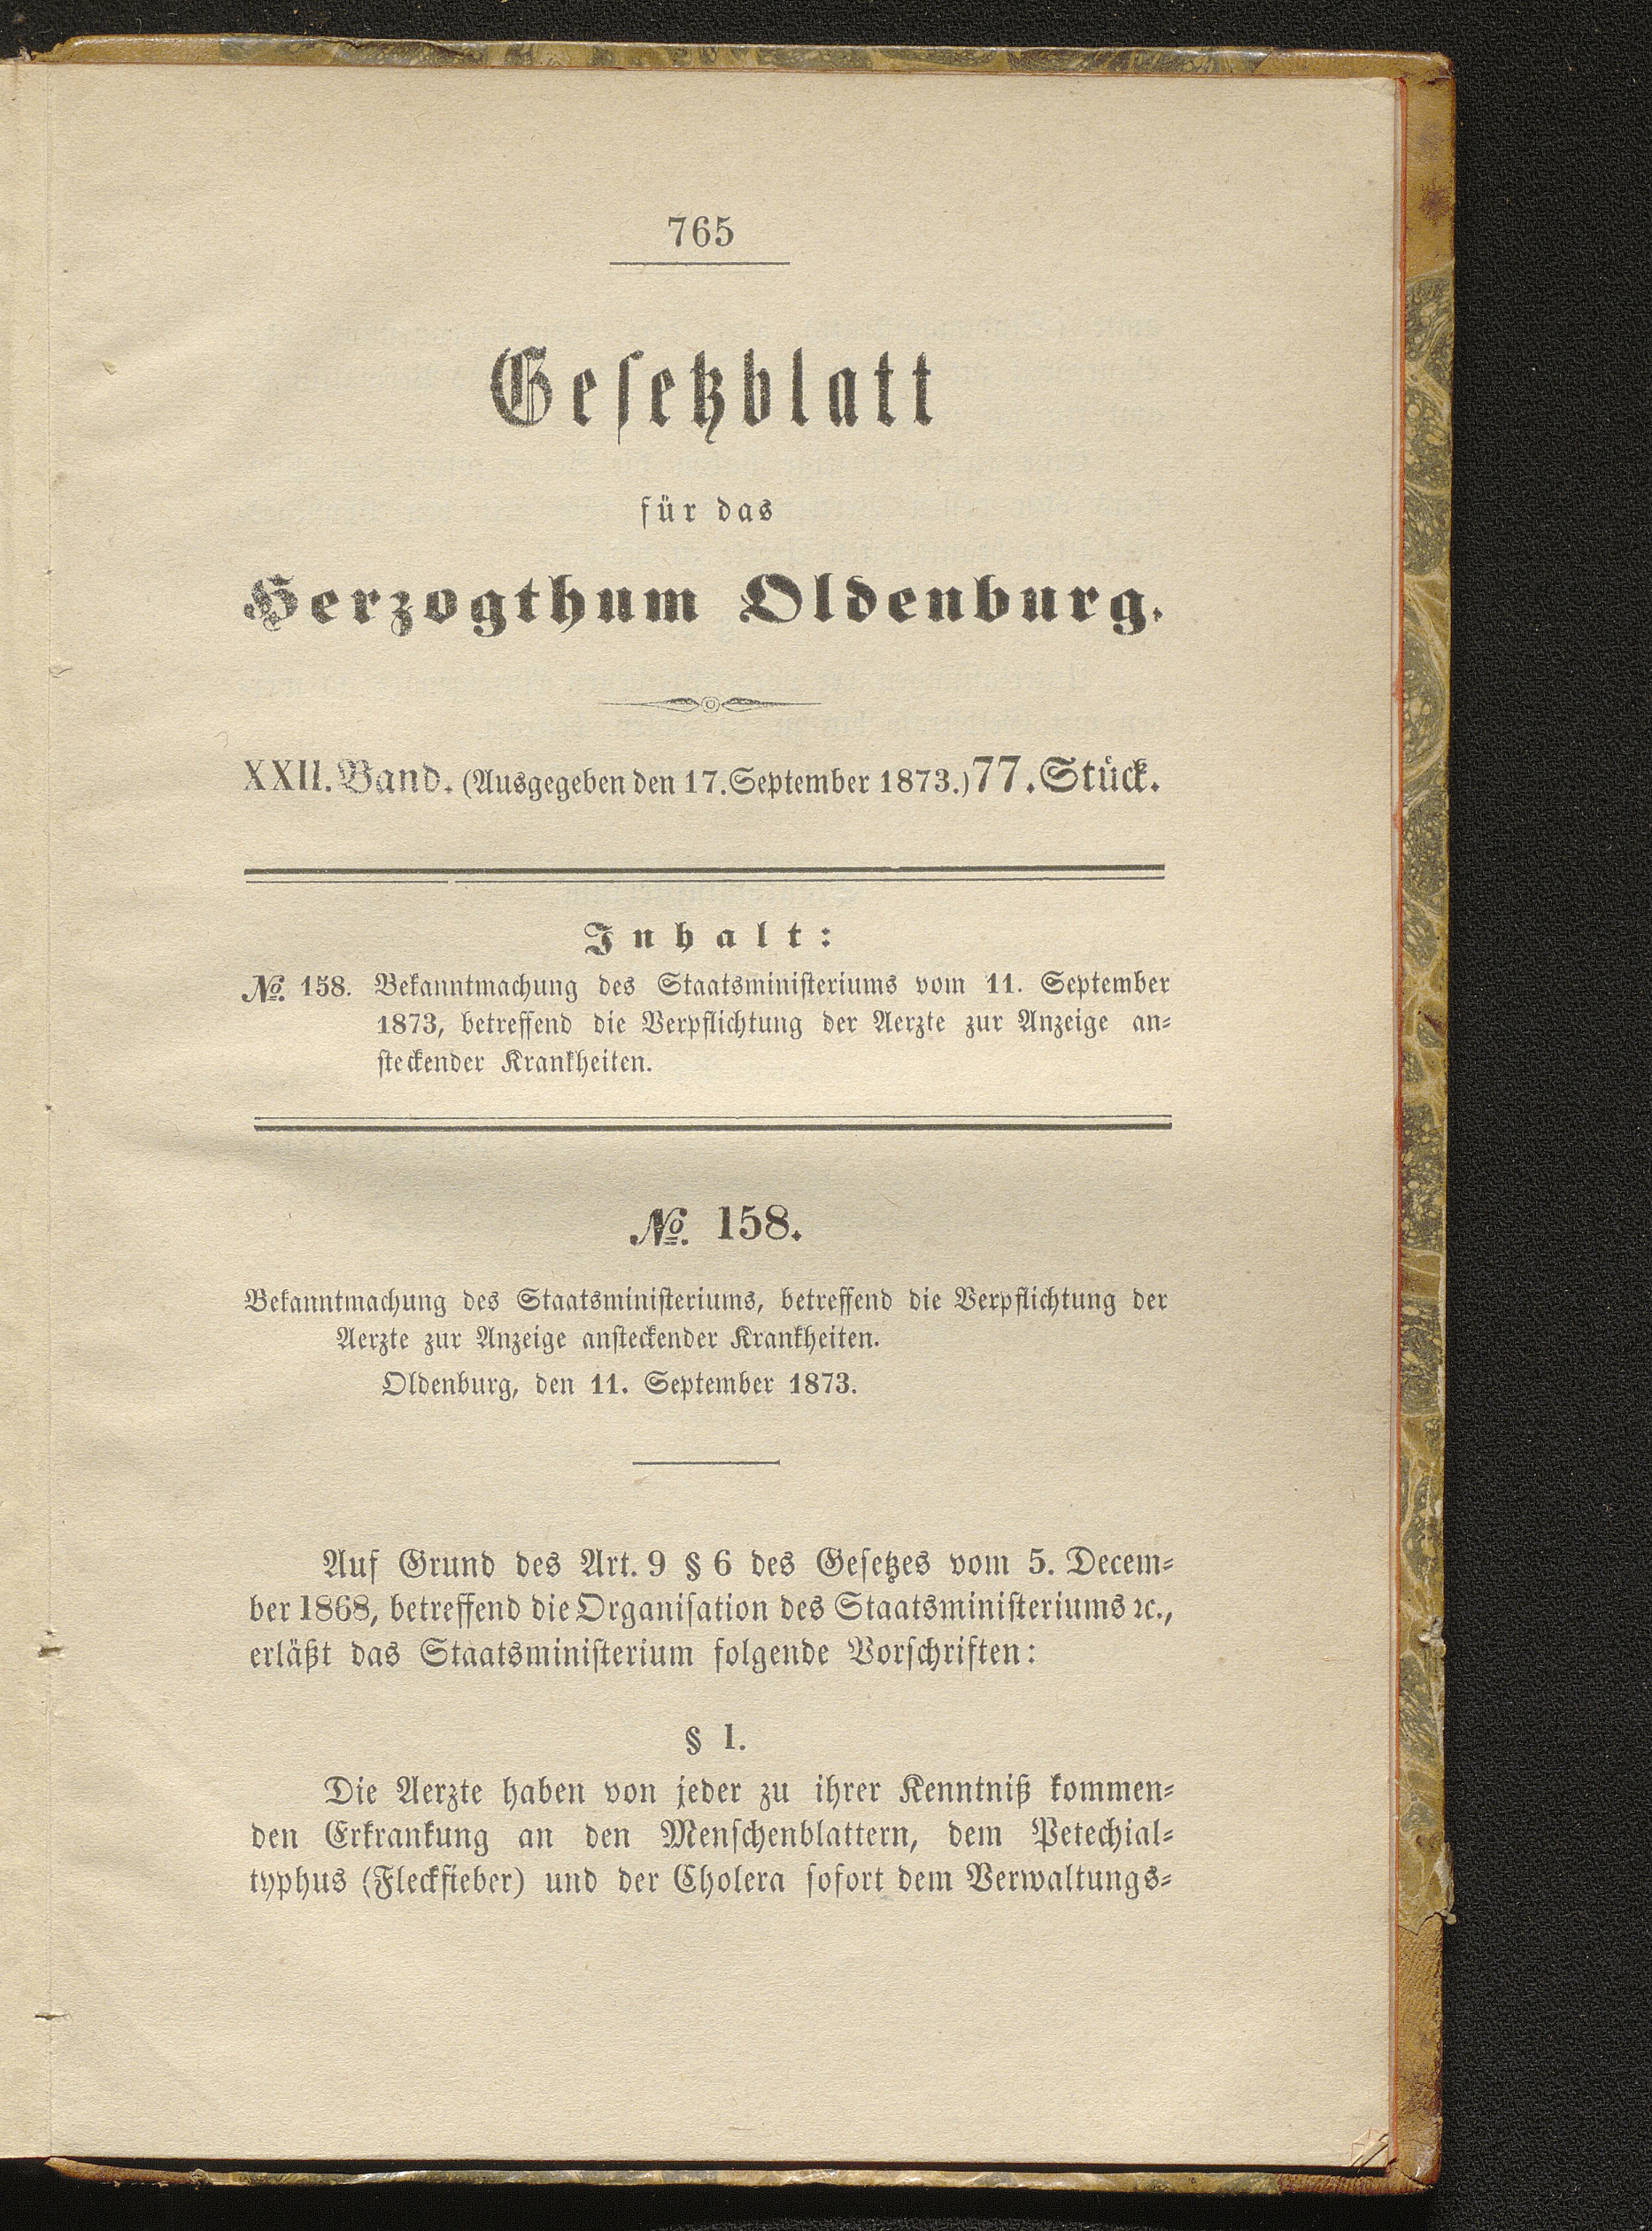 765
Gesetzblatt
für das
Herzogthum Oldenburg.
XXII. Band. (Ausgegeben den 17. September 1873.) 77. Stück.
Inhalt:
№. 158. Bekanntmachung des Staatsministeriums vom 11. September
1873, betreffend die Verpflichtung der Aerzte zur Anzeige an-
steckender Krankheiten.
№. 158.
Bekanntmachung des Staatsministeriums, betreffend die Verpflichtung der
Aerzte zur Anzeige ansteckender Krankheiten.
Oldenburg, den 11. September 1873.
Auf Grund des Art. 9 § 6 des Gesetzes vom 5. Decem-
ber 1868, betreffend die Organisation des Staatsministeriums ꝛc.,
erläßt das Staatsministerium folgende Vorschriften:
§ 1.
Die Aerzte haben von jeder zu ihrer Kenntniß kommen-
den Erkrankung an den Menschenblattern, dem Petechial-
typhus (Fleckfieber) und der Cholera sofort dem Verwaltungs-